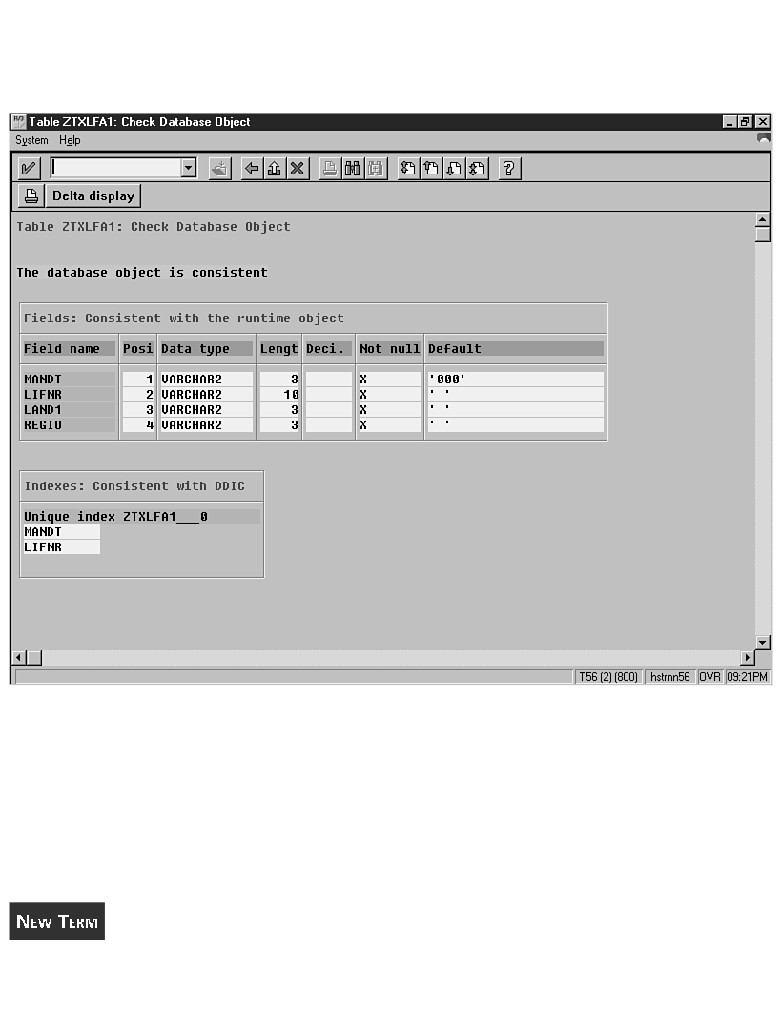 Table ZTXLFA1: Check Database Object
System Help
Delta display
Table ZTXLFA1: Check Database Object
The database object is consistent
Fields: Consistent with the runtime object
Field name Posi Data type Lengt Deci. Not null Default
MANDT 1 VARCHAR2 3 X '000'
LIFNR 2 VARCHAR2 10 X ' '
LAND1 3 VARCHAR2 3 X ' '
REGIO 4 VARCHAR2 3 X ' '
Indexes: Consistent with DDIC
Unique index ZTXLFA1___0
MANDT
LIFNR
T56 (2) (800) hstmn56 OVR 09:21PM
NEW TERM